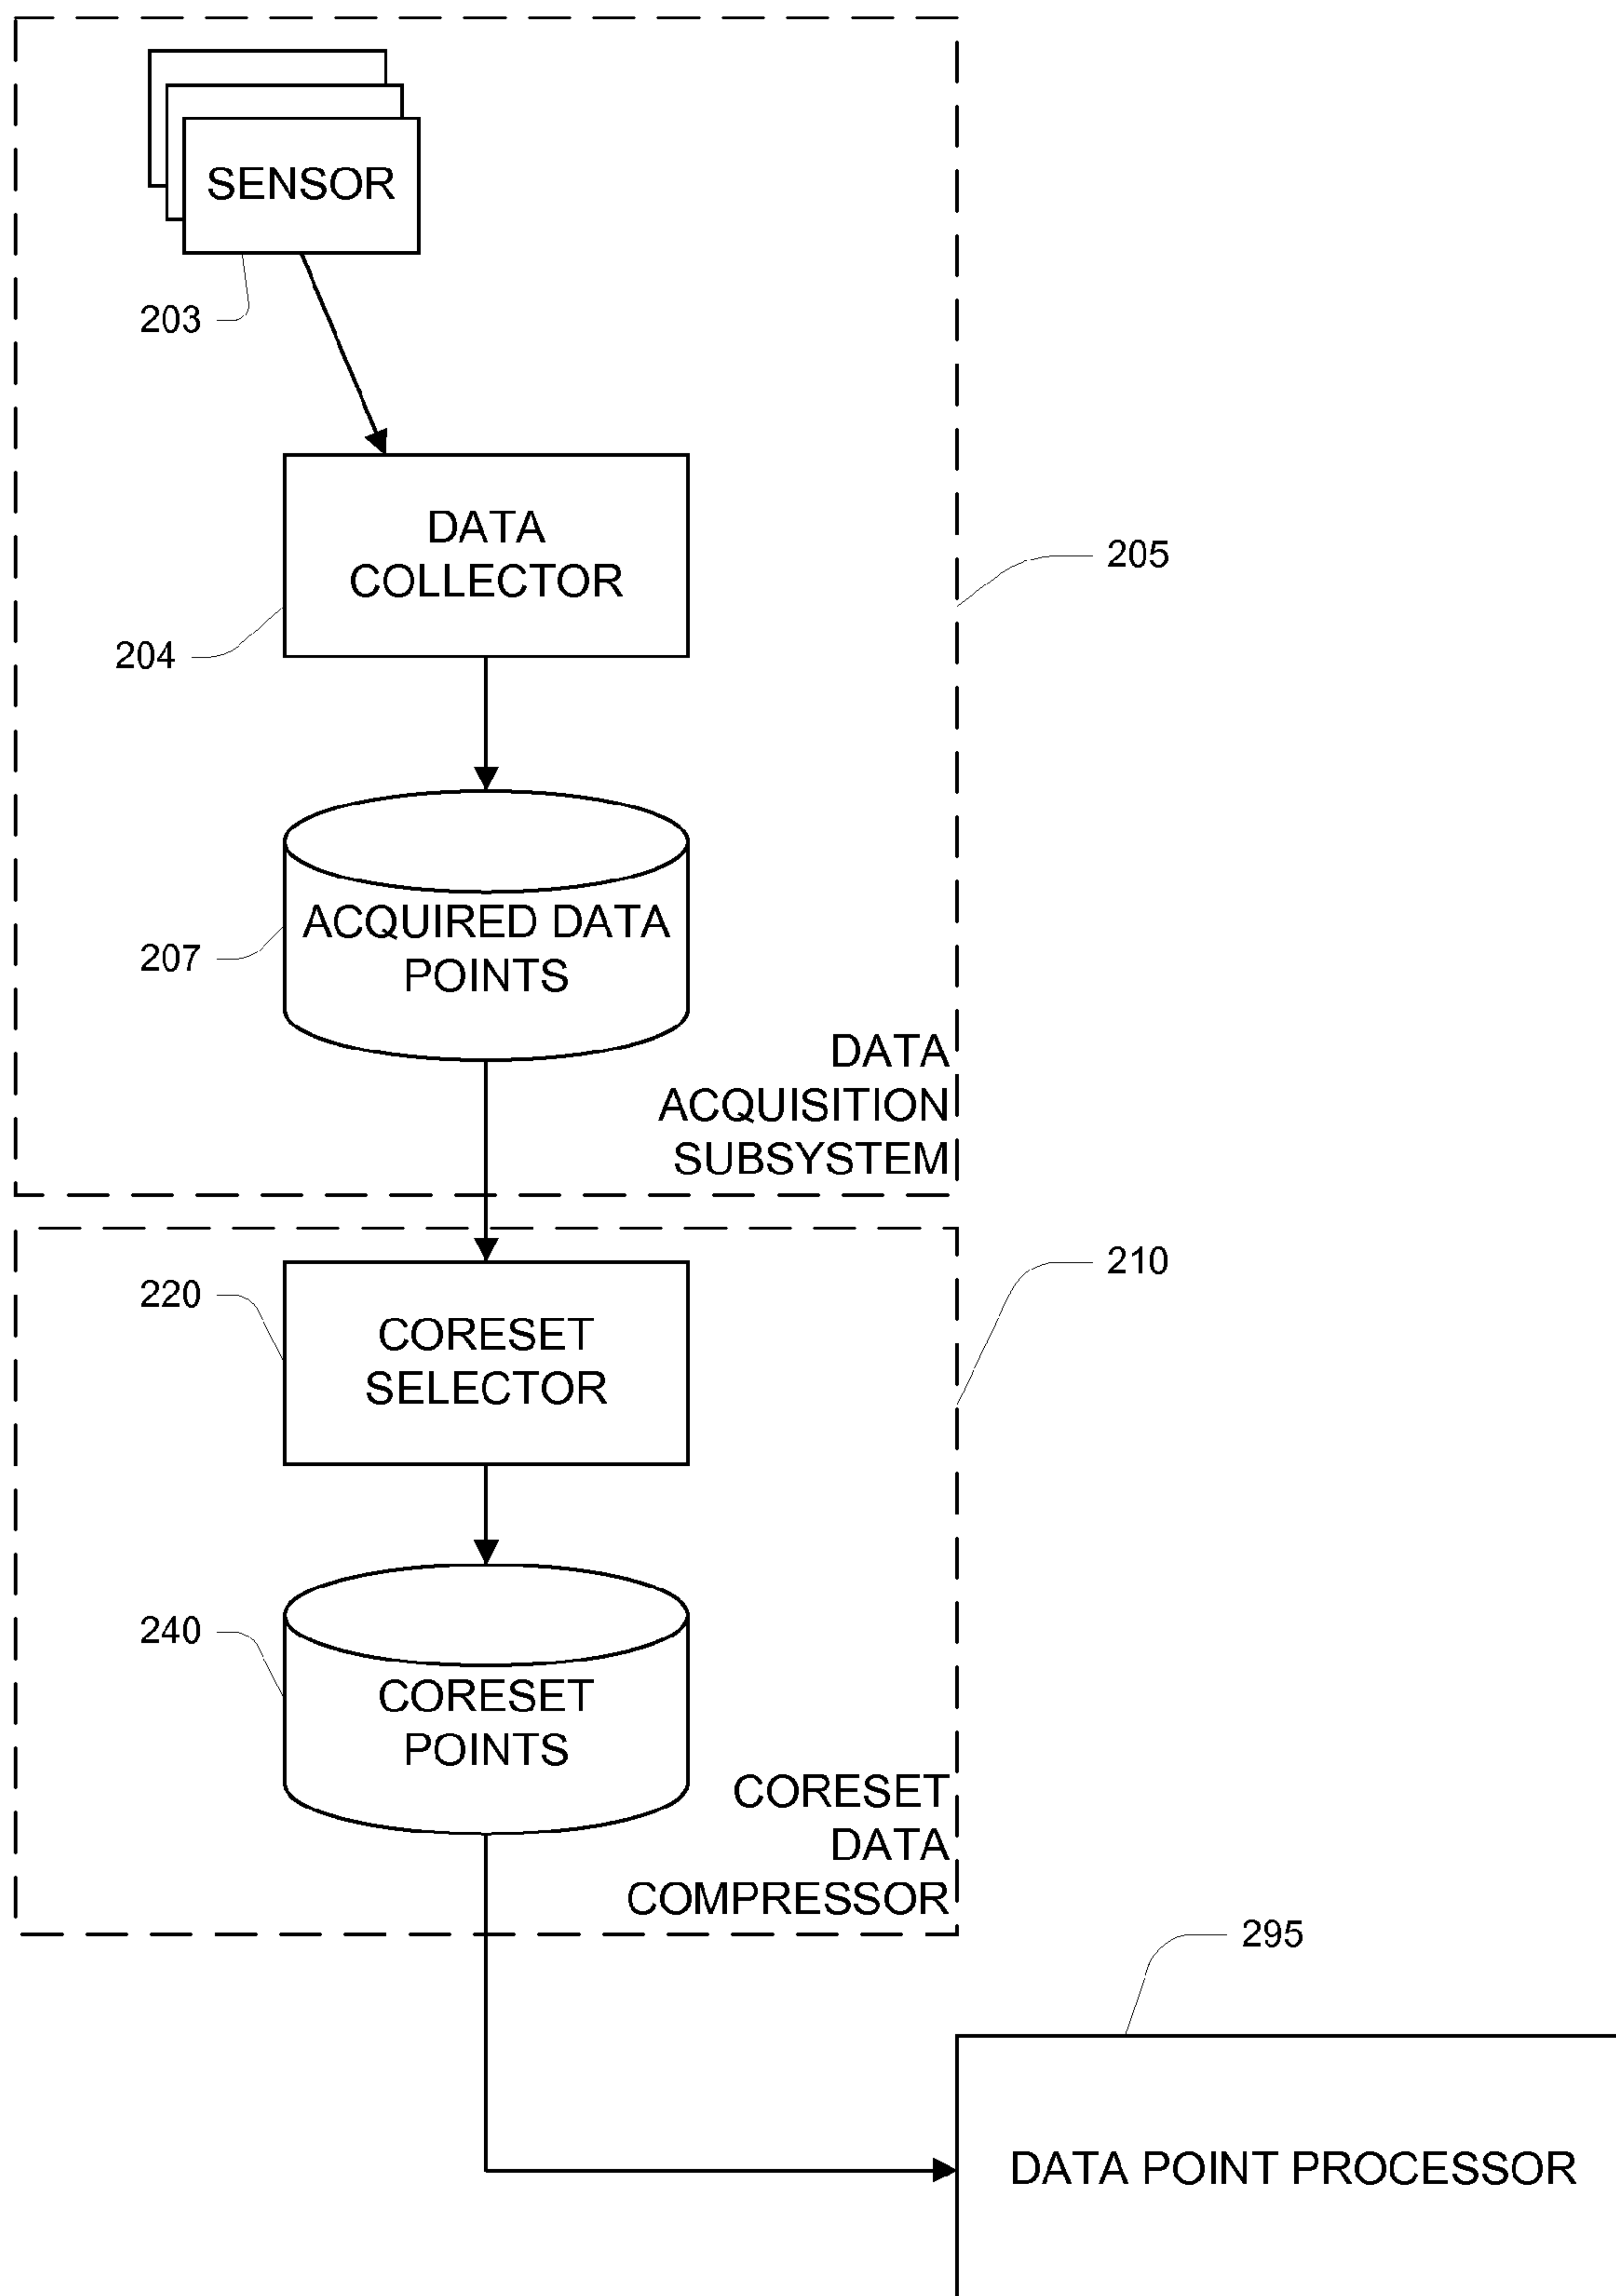 SENSOR
203
DATA
COLLECTOR
204
205
ACQUIRED DATA
POINTS
207
DATA
ACQUISITION
SUBSYSTEM
210
220
CORESET
SELECTOR
240
CORESET
POINTS
CORESET
DATA
COMPRESSOR
295
DATA POINT PROCESSOR